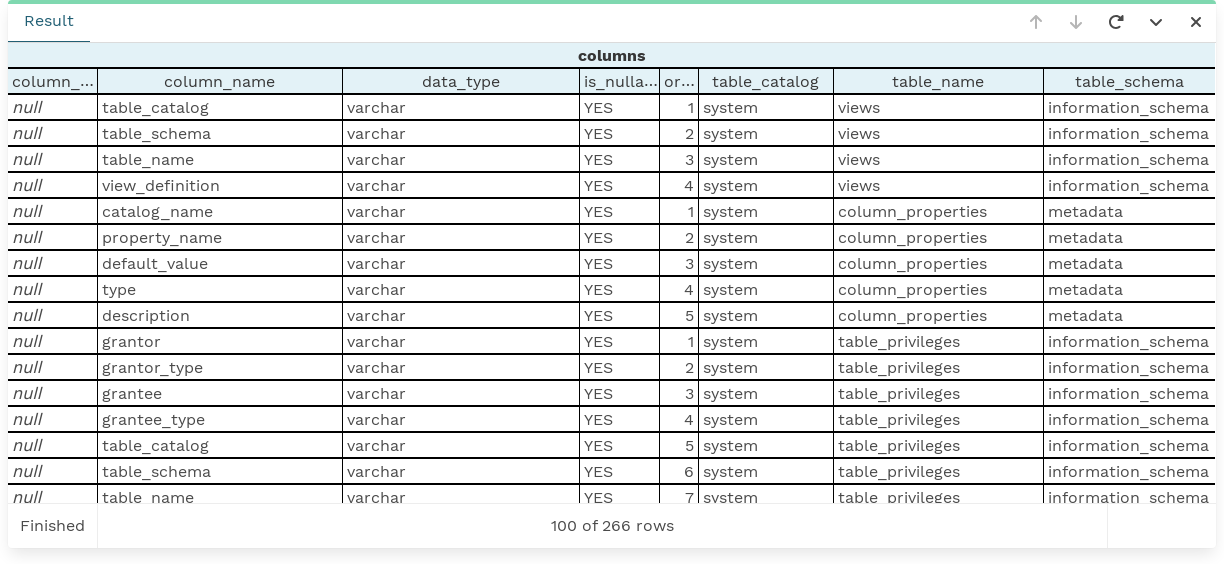 Result
columns
column_... column_name data_type is_nulla... or... table_catalog table_name table_schema
null table_catalog varchar YES 1 system views information_schema
null table_schema varchar YES 2 system views information_schema
null table_name varchar YES 3 system views information_schema
null view_definition varchar YES 4 system views information_schema
null catalog_name varchar YES 1 system column_properties metadata
null property_name varchar YES 2 system column_properties metadata
null default_value varchar YES 3 system column_properties metadata
null type varchar YES 4 system column_properties metadata
null description varchar YES 5 system column_properties metadata
null grantor varchar YES 1 system table_privileges information_schema
null grantor_type varchar YES 2 system table_privileges information_schema
null grantee varchar YES 3 system table_privileges information_schema
null grantee_type varchar YES 4 system table_privileges information_schema
null table_catalog varchar YES 5 system table_privileges information_schema
null table_schema varchar YES 6 system table_privileges information_schema
null table_name varchar YES 7 system table_privileges information_schema
Finished 100 of 266 rows